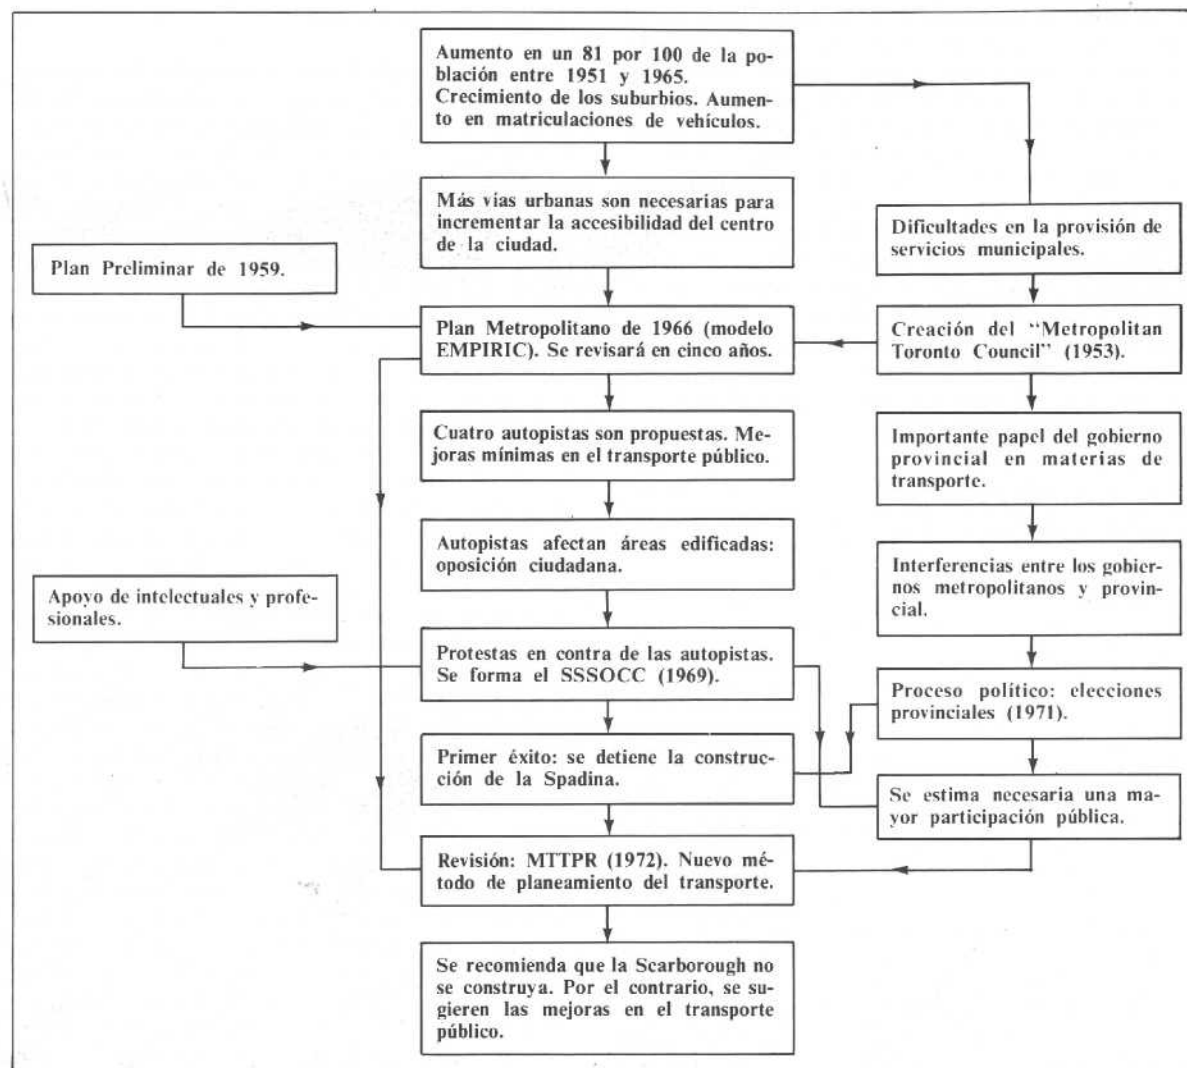 Aumento en un 81 por 100 de la po-
blación entre 1951 y 1965.
Crecimiento de los suburbios. Aumento
en matriculaciones de vehículos.
Más vías urbanas son necesarias para
incrementar la accesibilidad del centro
de la ciudad.
Dificultades en la provisión de
servicios municipales.
Plan Preliminar de 1959.
Plan Metropolitano de 1966 (modelo
EMPIRIC). Se revisará en cinco años.
Creación del “Metropolitan
Toronto Council” (1953).
Cuatro autopistas son propuestas. Me-
joras mínimas en el transporte público.
Importante papel del gobierno
provincial en materias de
transporte.
Autopistas afectan áreas edificadas:
oposición ciudadana.
Interferencias entre los gobier-
nos metropolitanos y provin-
cial.
Apoyo de intelectuales y profe-
sionales.
Protestas en contra de las autopistas.
Se forma el SSSOCC (1969).
Proceso político: elecciones
provinciales (1971).
Primer éxito: se detiene la construc-
ción de la Spadina.
Se estima necesaria una ma-
yor participación pública.
Revisión: MTTPR (1972). Nuevo mé-
todo de planeamiento del transporte.
Se recomienda que la Scarborough no
se construya. Por el contrario, se su-
gieren las mejoras en el transporte
público.